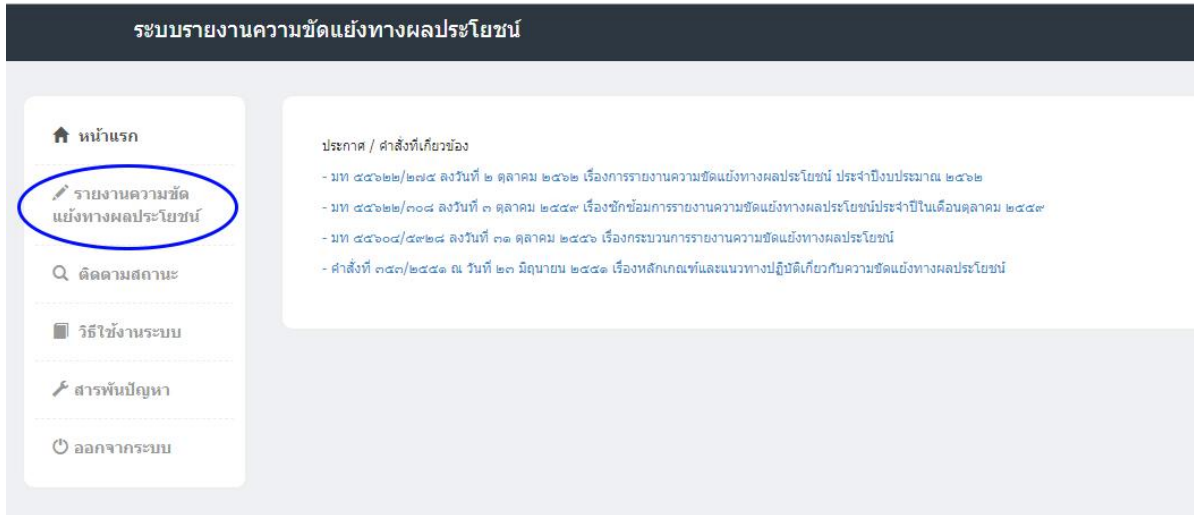 ระบบรายงานความขัดแย้งทางผลประโยชน์
หน้าแรก
รายงานความขัด
แย้งทางผลประโยชน์
ติดตามสถานะ
วิธีใช้งานระบบ
สารพันปัญหา
ออกจากระบบ
ประกาศ / คำสั่งที่เกี่ยวข้อง
- มท ๕๕๖๒๒/๒๗๕ ลงวันที่ ๒ ตุลาคม ๒๕๖๒ เรื่องการรายงานความขัดแย้งทางผลประโยชน์ ประจำปีงบประมาณ ๒๕๖๒
- มท ๕๕๖๒๒/๓๐๘ ลงวันที่ ๓ ตุลาคม ๒๕๕๙ เรื่องซักซ้อมการรายงานความขัดแย้งทางผลประโยชน์ประจำปีในเดือนตุลาคม ๒๕๕๙
- มท ๕๕๖๐๔/๕๙๒๘ ลงวันที่ ๓๑ ตุลาคม ๒๕๕๖ เรื่องกระบวนการรายงานความขัดแย้งทางผลประโยชน์
- คำสั่งที่ ๓๕๓/๒๕๕๑ ณ วันที่ ๒๓ มิถุนายน ๒๕๕๑ เรื่องหลักเกณฑ์และแนวทางปฏิบัติเกี่ยวกับความขัดแย้งทางผลประโยชน์